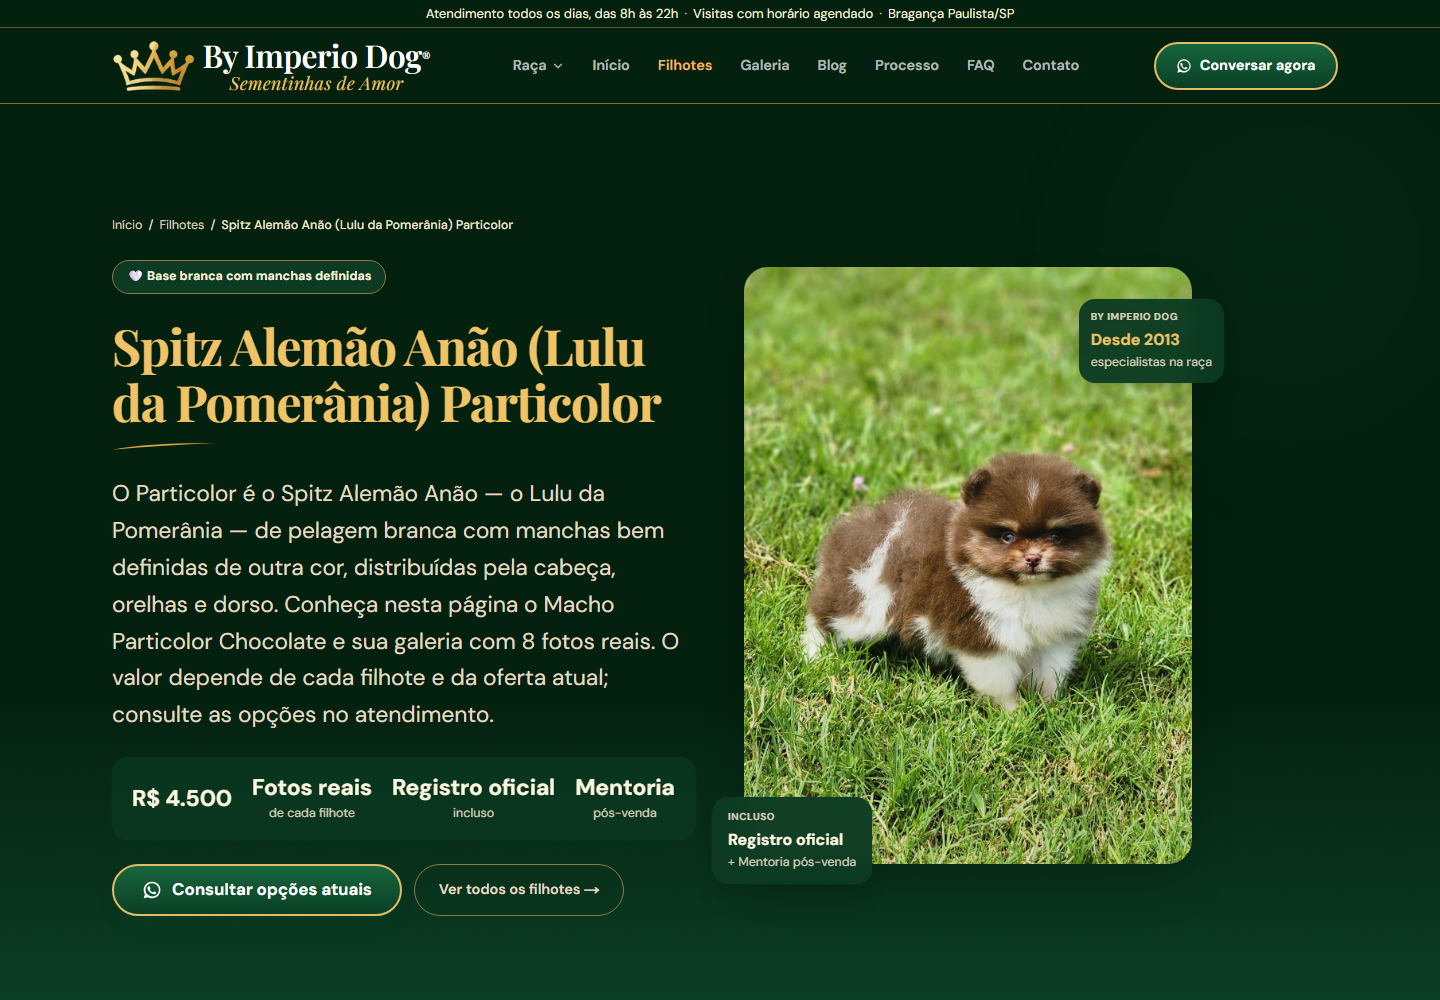 Atendimento todos os dias, das 8h às 22h · Visitas com horário agendado · Bragança Paulista/SP
By Imperio Dog®
Sementinhas de Amor
Raça
Início
Filhotes
Galeria
Blog
Processo
FAQ
Contato
Conversar agora
Início / Filhotes / Spitz Alemão Anão (Lulu da Pomerânia) Particolor
Base branca com manchas definidas
Spitz Alemão Anão (Lulu
da Pomerânia) Particolor
O Particolor é o Spitz Alemão Anão — o Lulu da
Pomerânia — de pelagem branca com manchas bem
definidas de outra cor, distribuídas pela cabeça,
orelhas e dorso. Conheça nesta página o Macho
Particolor Chocolate e sua galeria com 8 fotos reais. O
valor depende de cada filhote e da oferta atual;
consulte as opções no atendimento.
R$ 4.500
Fotos reais
de cada filhote
Registro oficial
incluso
Mentoria
pós-venda
Consultar opções atuais
Ver todos os filhotes →
BY IMPERIO DOG
Desde 2013
especialistas na raça
INCLUSO
Registro oficial
+ Mentoria pós-venda